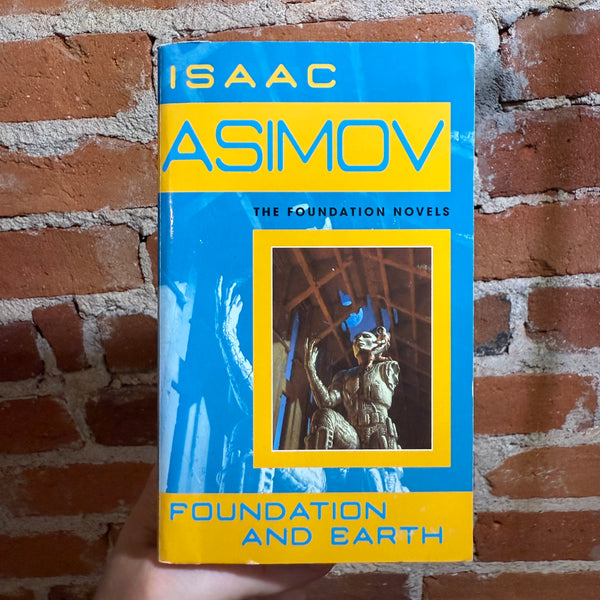 ISAAC
ASIMOV
THE FOUNDATION NOVELS
FOUNDATION
AND EARTH